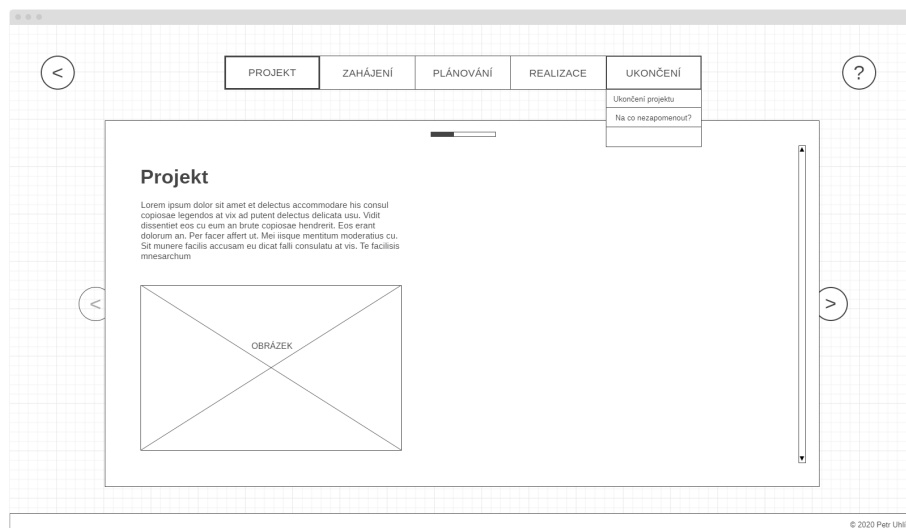 <
PROJEKT
ZAHÁJENÍ
PLÁNOVÁNÍ
REALIZACE
UKONČENÍ
?
Ukončení projektu
Na co nezapomenout?
Projekt
Lorem ipsum dolor sit amet et delectus accommodare his consul
copiosae legendos at vix ad putent delectus delicata usu. Vidit
dissentiet eos cu eum an brute copiosae hendrerit. Eos erant
dolorum an. Per facer affert ut. Mei iisque mentitum moderatius cu.
Sit munere facilis accusam eu dicat falli consulatu at vis. Te facilisis
mnesarchum
<
>
OBRÁZEK
© 2020 Petr Uhlí